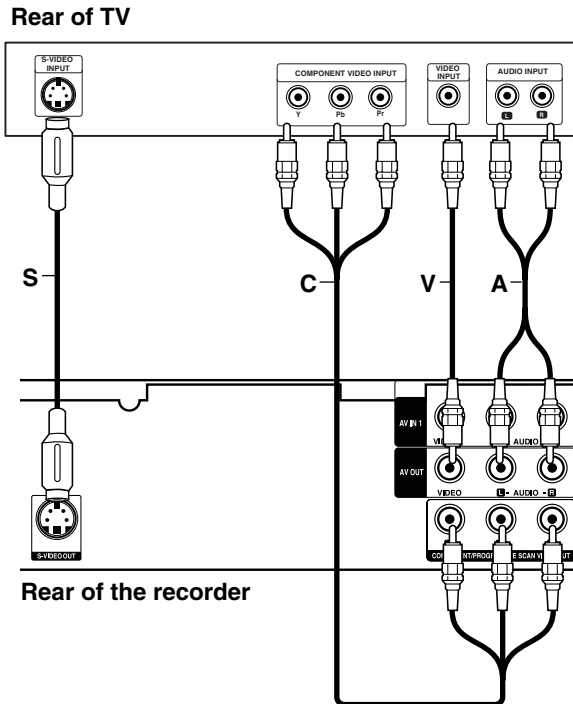 Rear of TV
S-VIDEO
INPUT
COMPONENT VIDEO INPUT
Y Pb Pr
VIDEO
INPUT
AUDIO INPUT
L R
S
C
V
A
AV IN 1
AUDIO
AV OUT
VIDEO L - AUDIO - R
S-VIDEO OUT
SCAN
Rear of the recorder